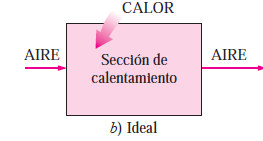 CALOR
AIRE
Sección de
calentamiento
AIRE
b) Ideal